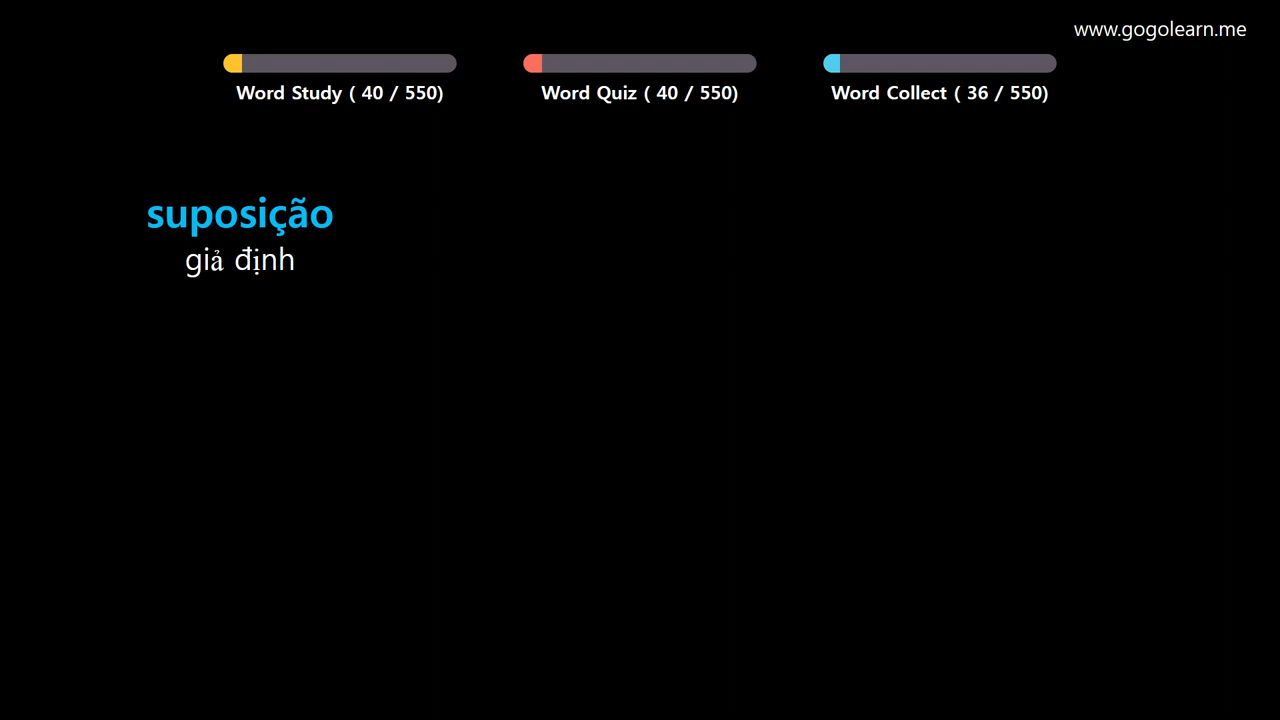 www.gogolearn.me
Word Study ( 40 / 550)
Word Quiz ( 40 / 550)
Word Collect ( 36 / 550)
suposição
giả định